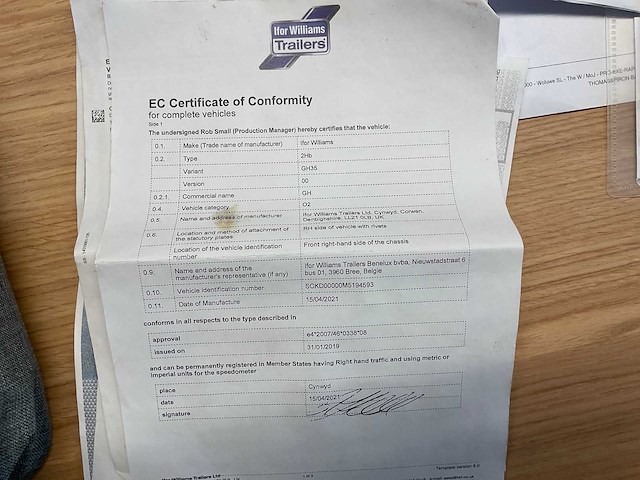 Ifor Williams
Trailers
EC Certificate of Conformity
for complete vehicles
Side 1
The undersigned Rob Small (Production Manager) hereby certifies that the vehicle:
0.1. Make (Trade name of manufacturer) Ifor Williams
0.2. Type 2Hb
Variant GH35
Version 00
0.2.1. Commercial name GH
0.4. Vehicle category O2
0.5. Name and address of manufacturer Ifor Williams Trailers Ltd. Cynwyd, Corwen,
Denbighshire, LL21 0LB, UK
0.6. Location and method of attachment of RH side of vehicle with rivets
the statutory plates
Location of the vehicle identification Front right-hand side of the chassis
number
0.9. Name and address of the Ifor Williams Trailers Benelux bvba, Nieuwstadstraat 6
manufacturer's representative (if any) bus 01, 3960 Bree, Belgie
0.10. Vehicle identification number SCKD00000M5194593
0.11. Date of Manufacture 15/04/2021
conforms in all respects to the type described in
approval e4*2007/46*0338*08
issued on 31/01/2019
and can be permanently registered in Member States having Right hand traffic and using metric or
imperial units for the speedometer
place Cynwyd
date 15/04/2021
signature
Template version 6.0
Ifor Williams Trailers Ltd